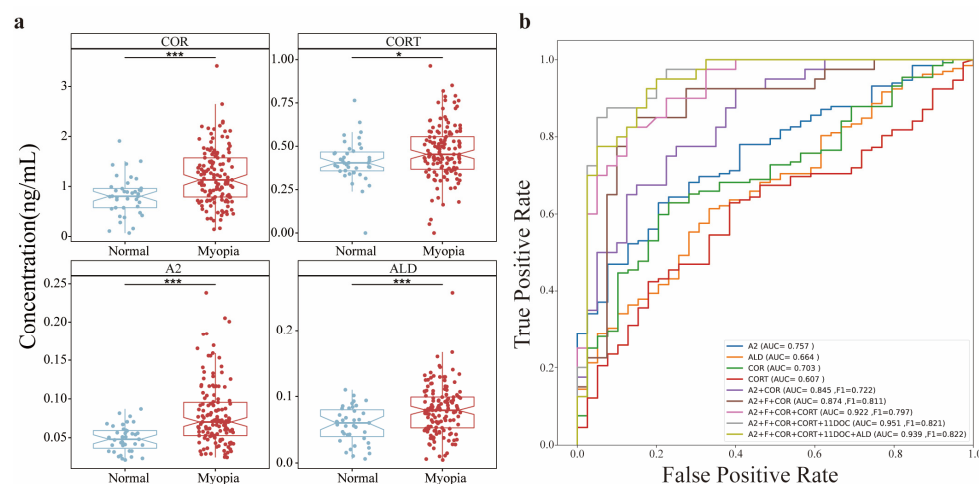 a
COR
***
CORT
*
3
2
1
0
1.00
0.75
0.50
0.25
0.00
Normal
Myopia
Normal
Myopia
Concentration(ng/mL)
A2
***
ALD
***
0.25
0.20
0.15
0.10
0.05
0.2
0.1
0.0
Normal
Myopia
Normal
Myopia
b
True Positive Rate
1.0
0.8
0.6
0.4
0.2
0.0
A2 (AUC= 0.757 )
ALD (AUC= 0.664 )
COR (AUC= 0.703 )
CORT (AUC= 0.607 )
A2+COR (AUC= 0.845 ,F1=0.722)
A2+F+COR (AUC= 0.874 ,F1=0.811)
A2+F+COR+CORT (AUC= 0.922 ,F1=0.797)
A2+F+COR+CORT+11DOC (AUC= 0.951 ,F1=0.821)
A2+F+COR+CORT+11DOC+ALD (AUC= 0.939 ,F1=0.822)
0.0
0.2
0.4
0.6
0.8
1.0
False Positive Rate